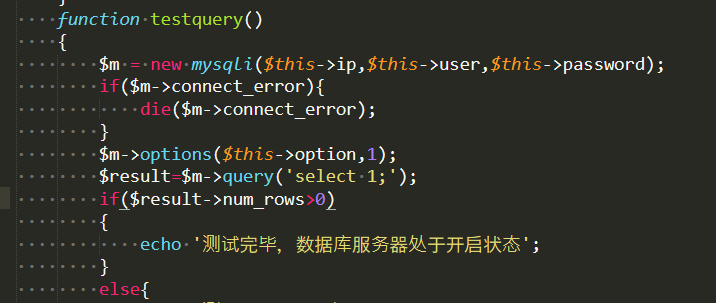 function testquery()
{
$m = new mysqli($this->ip,$this->user,$this->password);
if($m->connect_error){
die($m->connect_error);
}
$m->options($this->option,1);
$result=$m->query('select 1;');
if($result->num_rows>0)
{
echo '测试完毕，数据库服务器处于开启状态';
}
else{